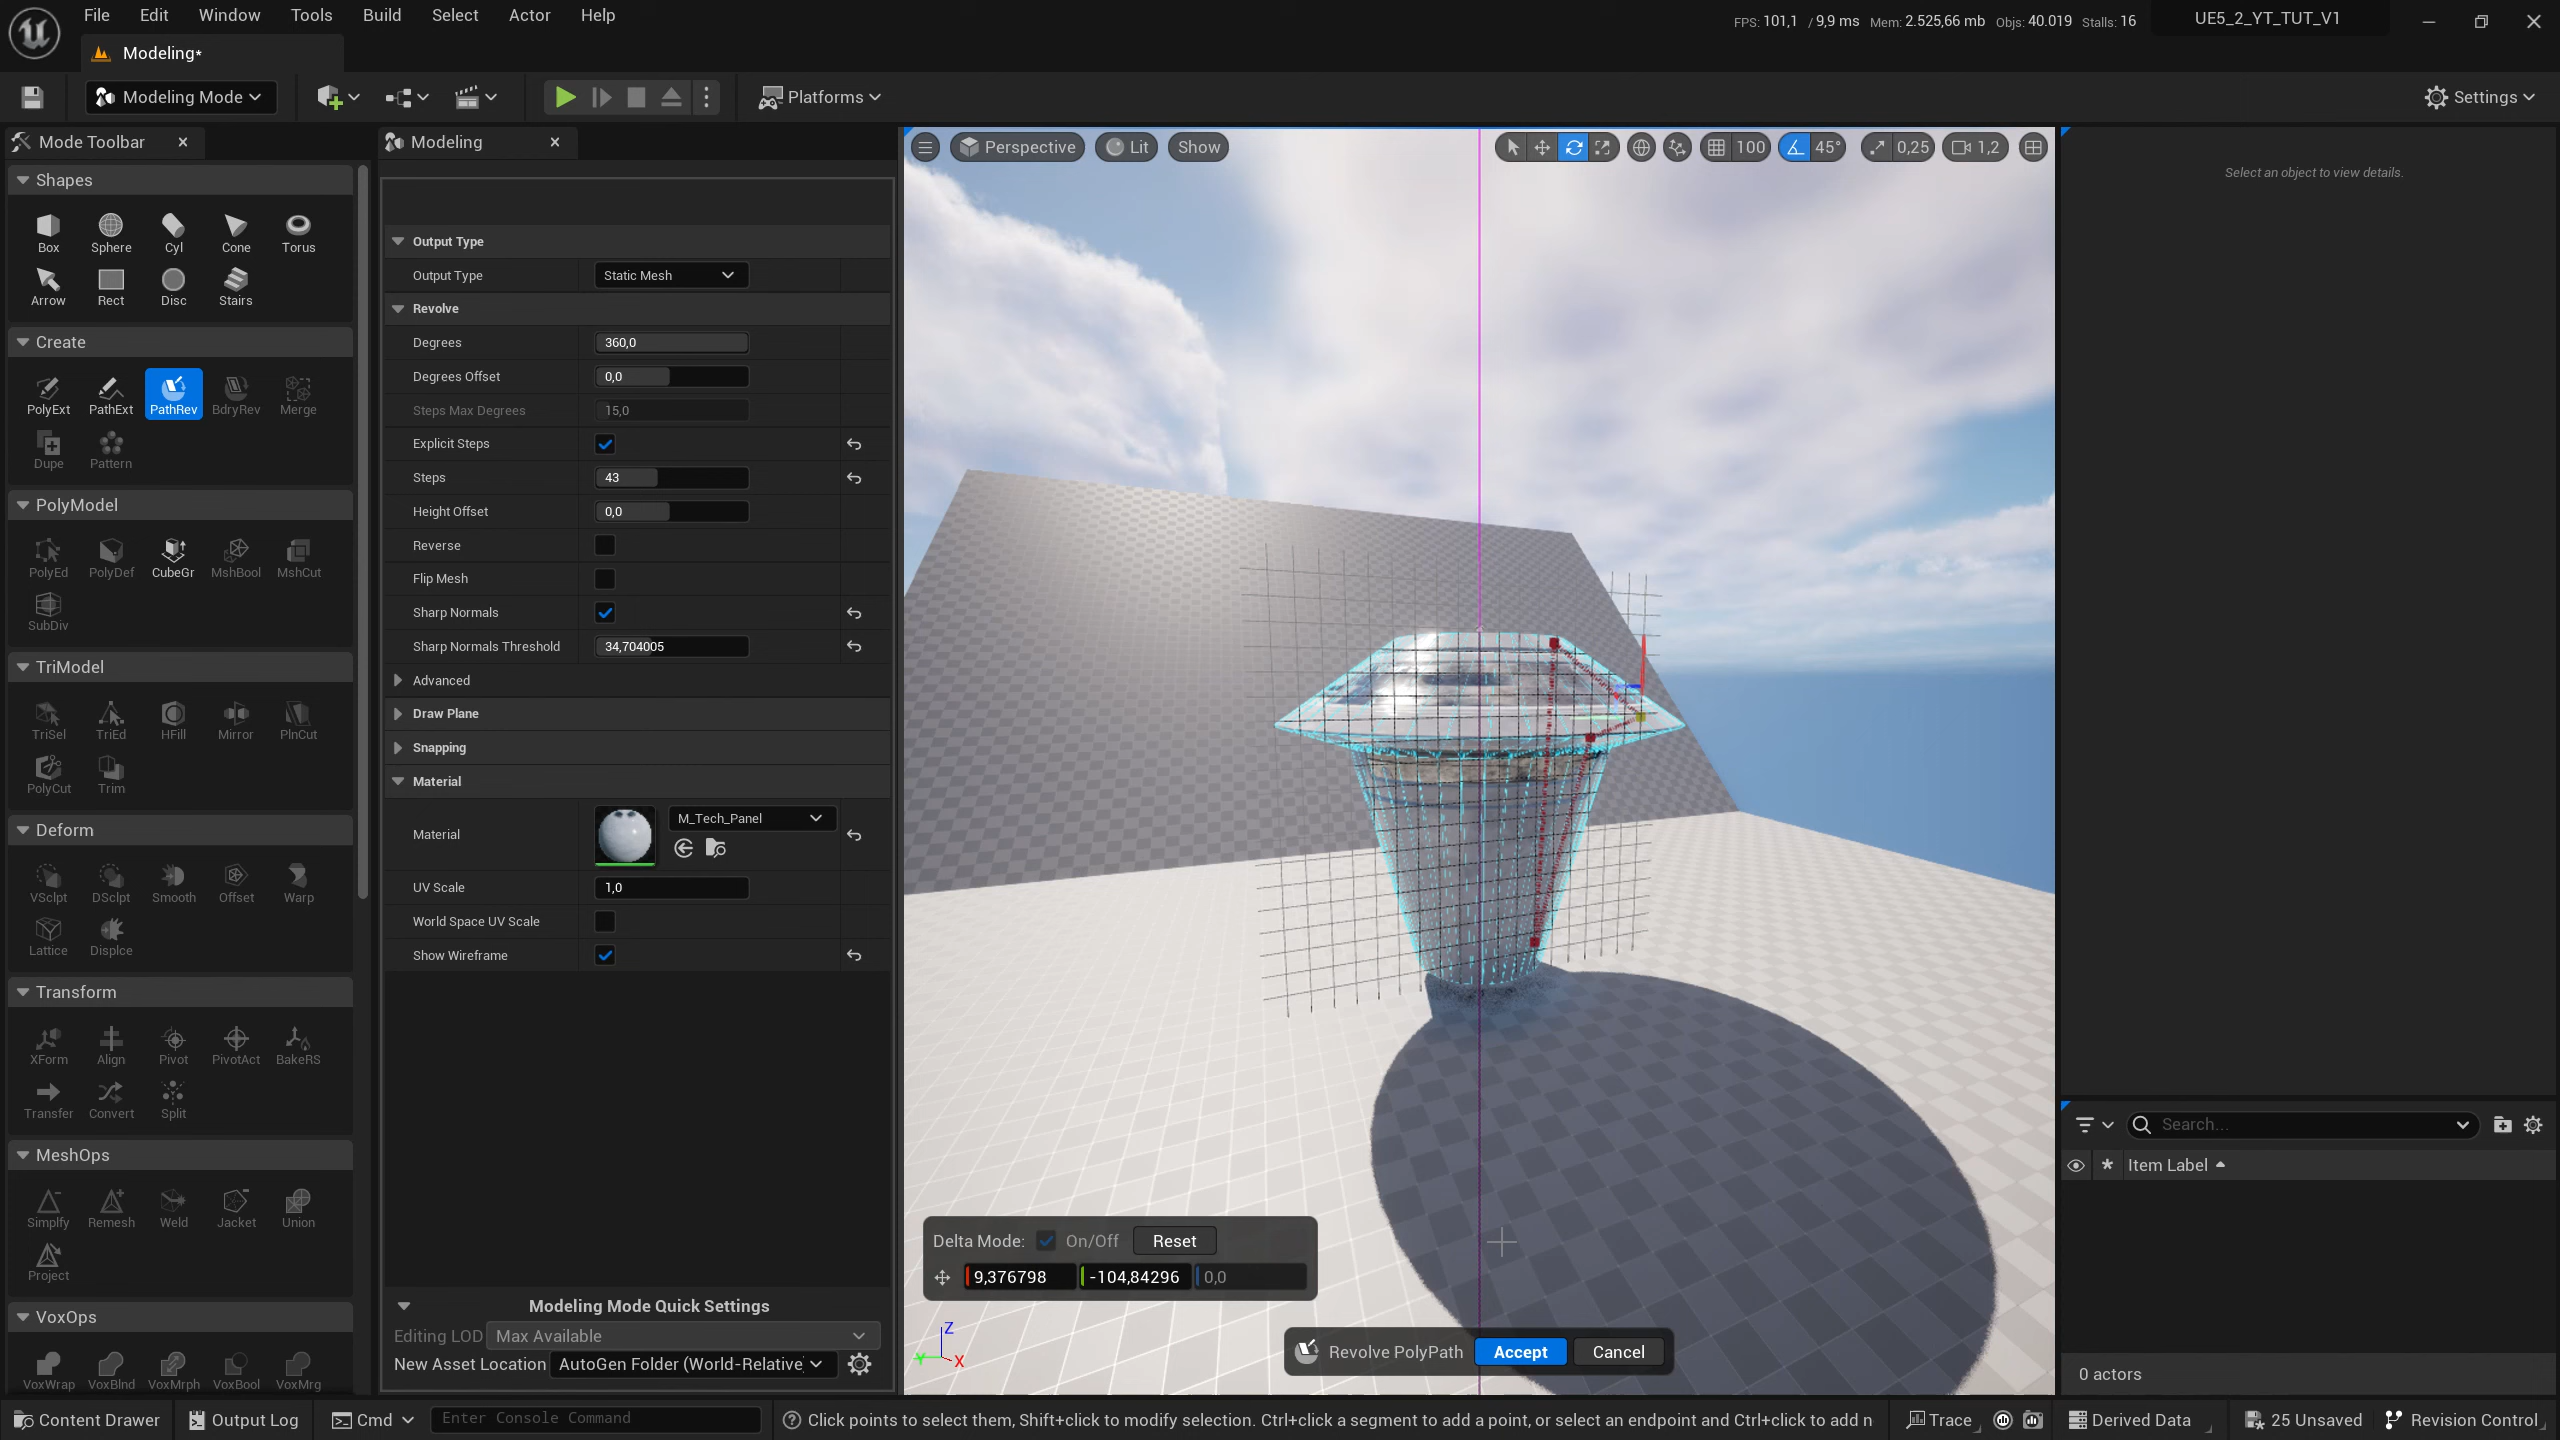 File Edit Window Tools Build Select Actor Help
FPS: 101,1 / 9,9 ms Mem: 2.525,66 mb Objs: 40.019 Stalls: 16
UE5_2_YT_TUT_V1
Modeling*
Modeling Mode
Platforms
Settings
Mode Toolbar
Shapes
Box Sphere Cyl Cone Torus
Arrow Rect Disc Stairs
Create
PolyExt PathExt PathRev BdryRev Merge
Dupe Pattern
PolyModel
PolyEd PolyDef CubeGr MshBool MshCut
SubDiv
TriModel
TriSel TriEd HFill Mirror PlnCut
PolyCut Trim
Deform
VSclpt DSclpt Smooth Offset Warp
Lattice Displce
Transform
XForm Align Pivot PivotAct BakeRS
Transfer Convert Split
MeshOps
Simplfy Remesh Weld Jacket Union
Project
VoxOps
VoxWrap VoxBlnd VoxMrph VoxBool VoxMrg
Modeling
Output Type
Output Type Static Mesh
Revolve
Degrees 360,0
Degrees Offset 0,0
Steps Max Degrees 15,0
Explicit Steps
Steps 43
Height Offset 0,0
Reverse
Flip Mesh
Sharp Normals
Sharp Normals Threshold 34,704005
Advanced
Draw Plane
Snapping
Material
Material M_Tech_Panel
UV Scale 1,0
World Space UV Scale
Show Wireframe
Modeling Mode Quick Settings
Editing LOD Max Available
New Asset Location AutoGen Folder (World-Relative)
Perspective Lit Show
100 45° 0,25 1,2
Delta Mode: On/Off Reset
9,376798 -104,84296 0,0
Z
Y X
Revolve PolyPath Accept Cancel
Select an object to view details.
Search...
Item Label
0 actors
Content Drawer Output Log Cmd Enter Console Command
Click points to select them, Shift+click to modify selection. Ctrl+click a segment to add a point, or select an endpoint and Ctrl+click to add n
Trace Derived Data 25 Unsaved Revision Control